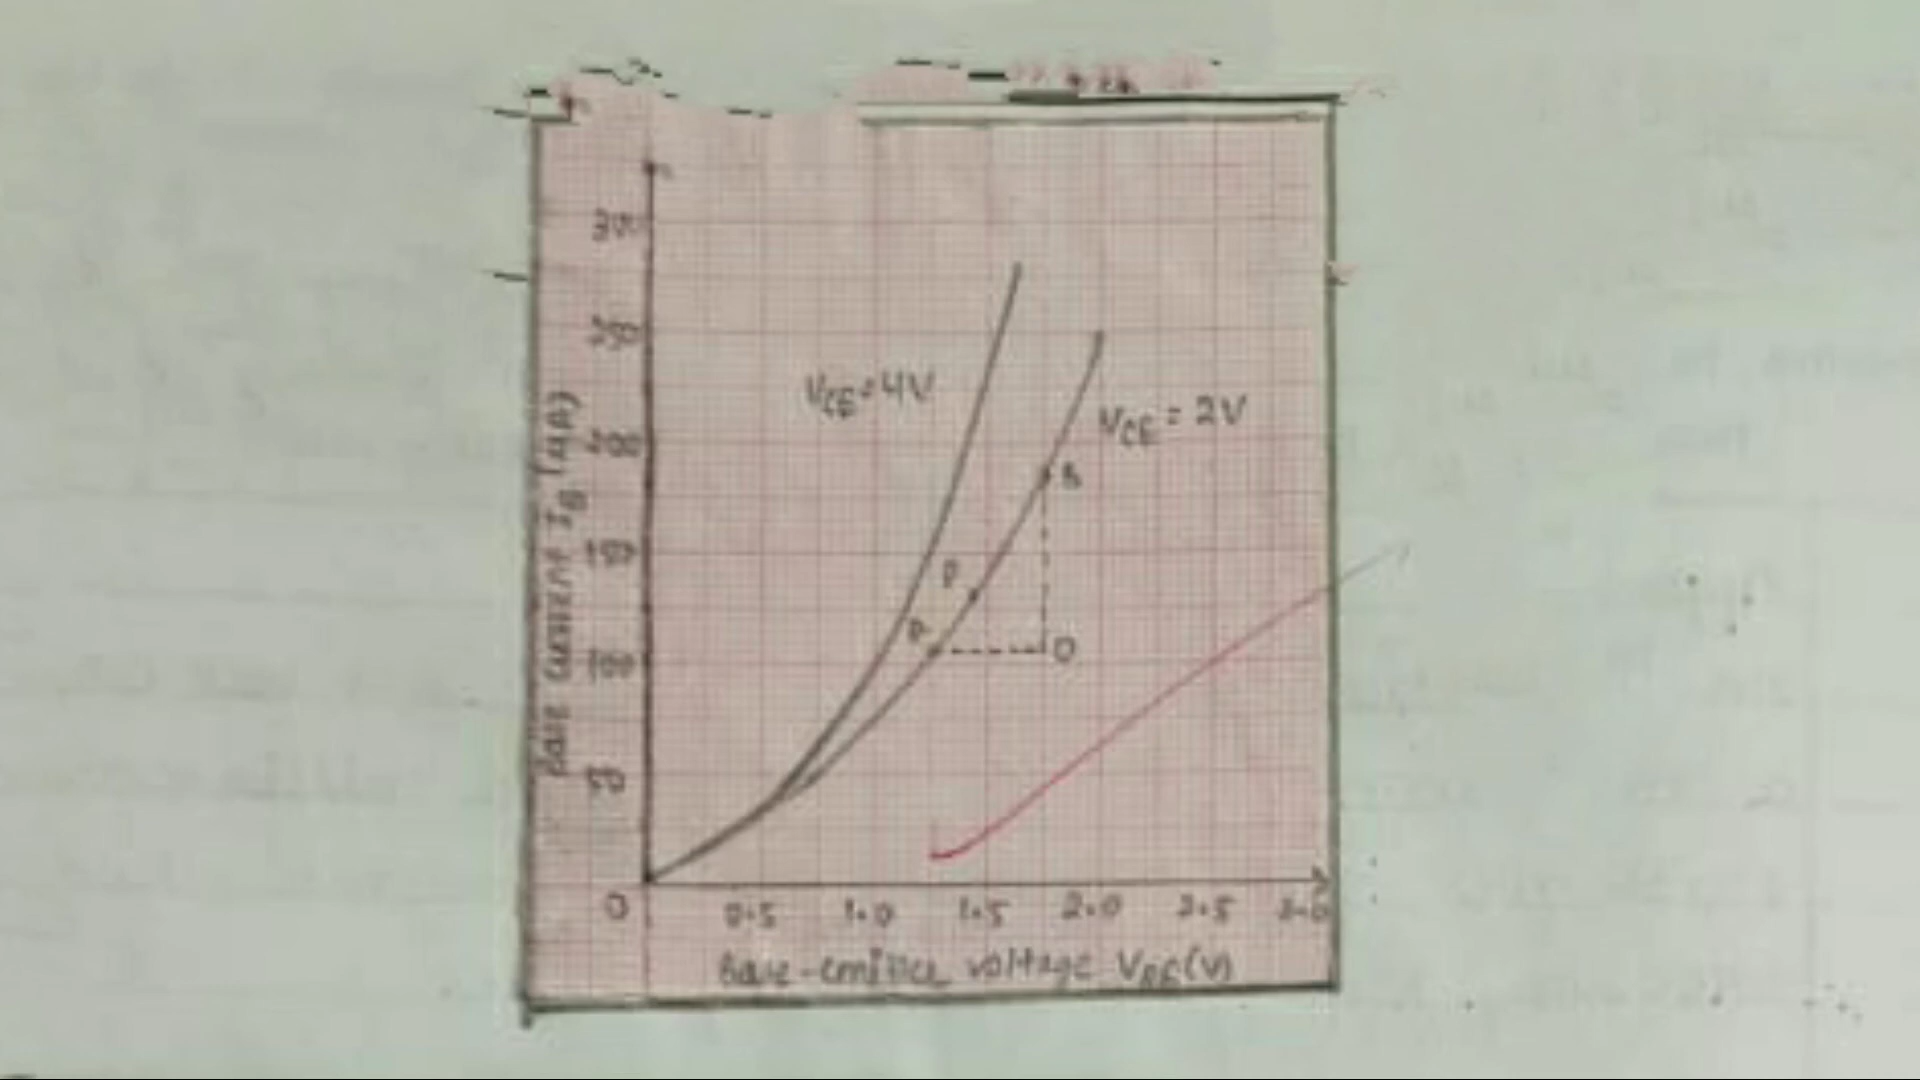 300
250
VCE=4V
VCE = 2V
200
B
150
P
A
D
100
50
Base current IB (μA)
0
0.5 1.0 1.5 2.0 2.5 3.0
Base-emitter voltage VBE(V)